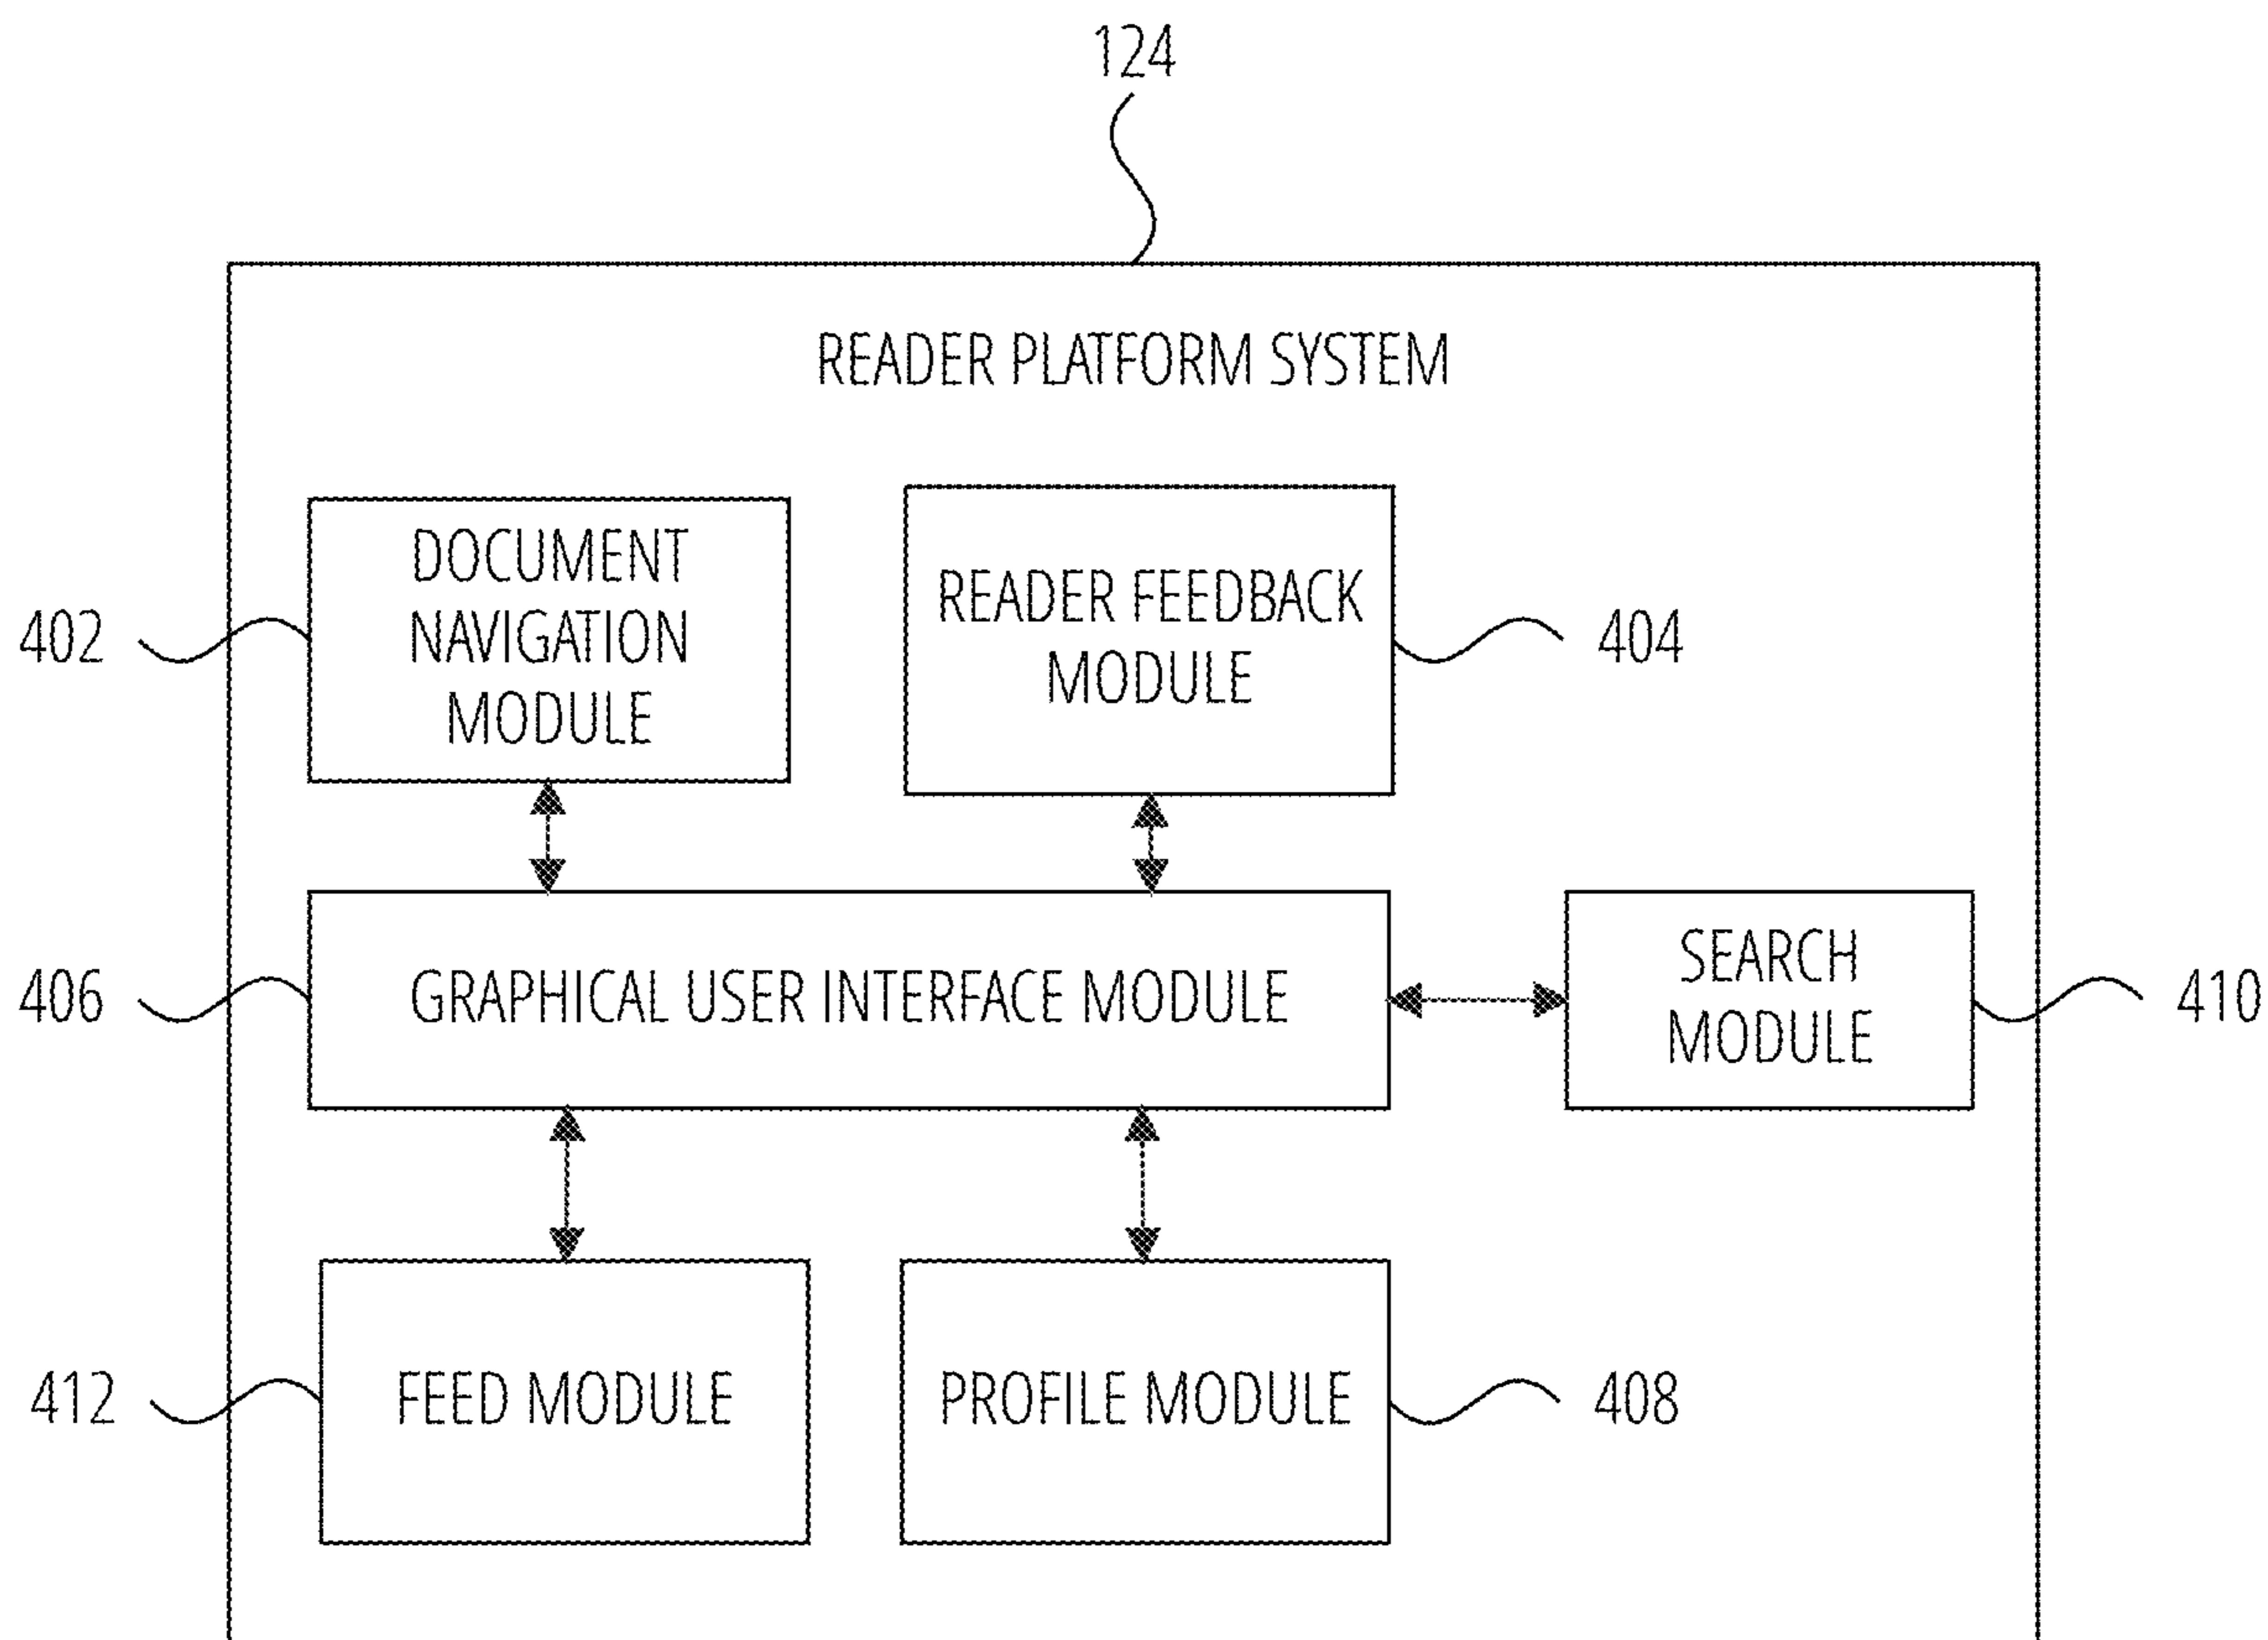 124
READER PLATFORM SYSTEM
DOCUMENT
NAVIGATION
MODULE
READER FEEDBACK
MODULE
402
404
GRAPHICAL USER INTERFACE MODULE
SEARCH
MODULE
406
410
FEED MODULE
PROFILE MODULE
412
408